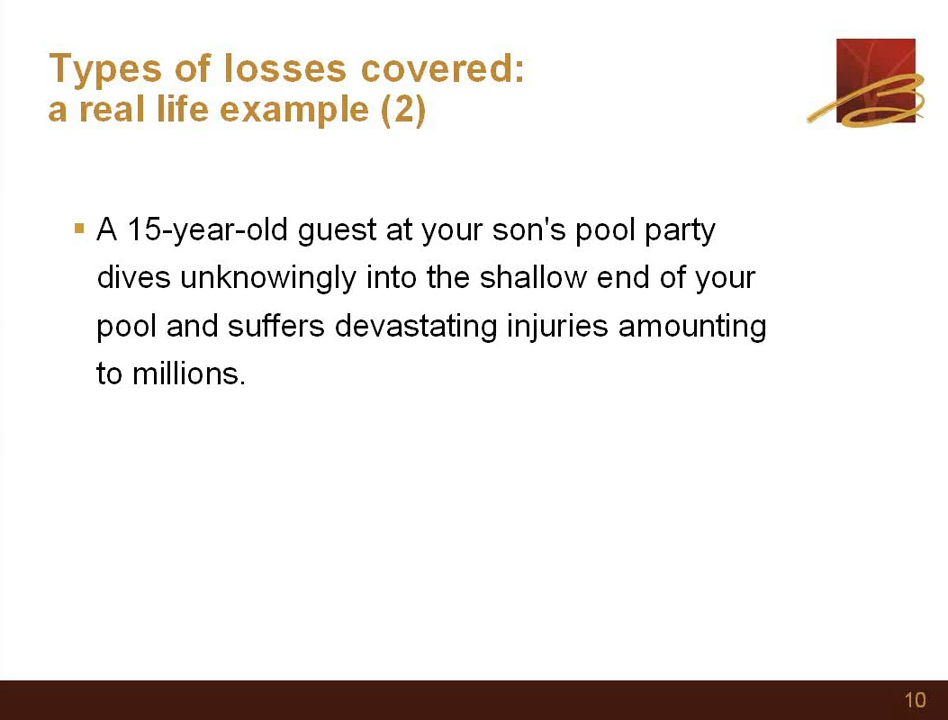 Types of losses covered:
a real life example (2)
A 15-year-old guest at your son's pool party
dives unknowingly into the shallow end of your
pool and suffers devastating injuries amounting
to millions.
10